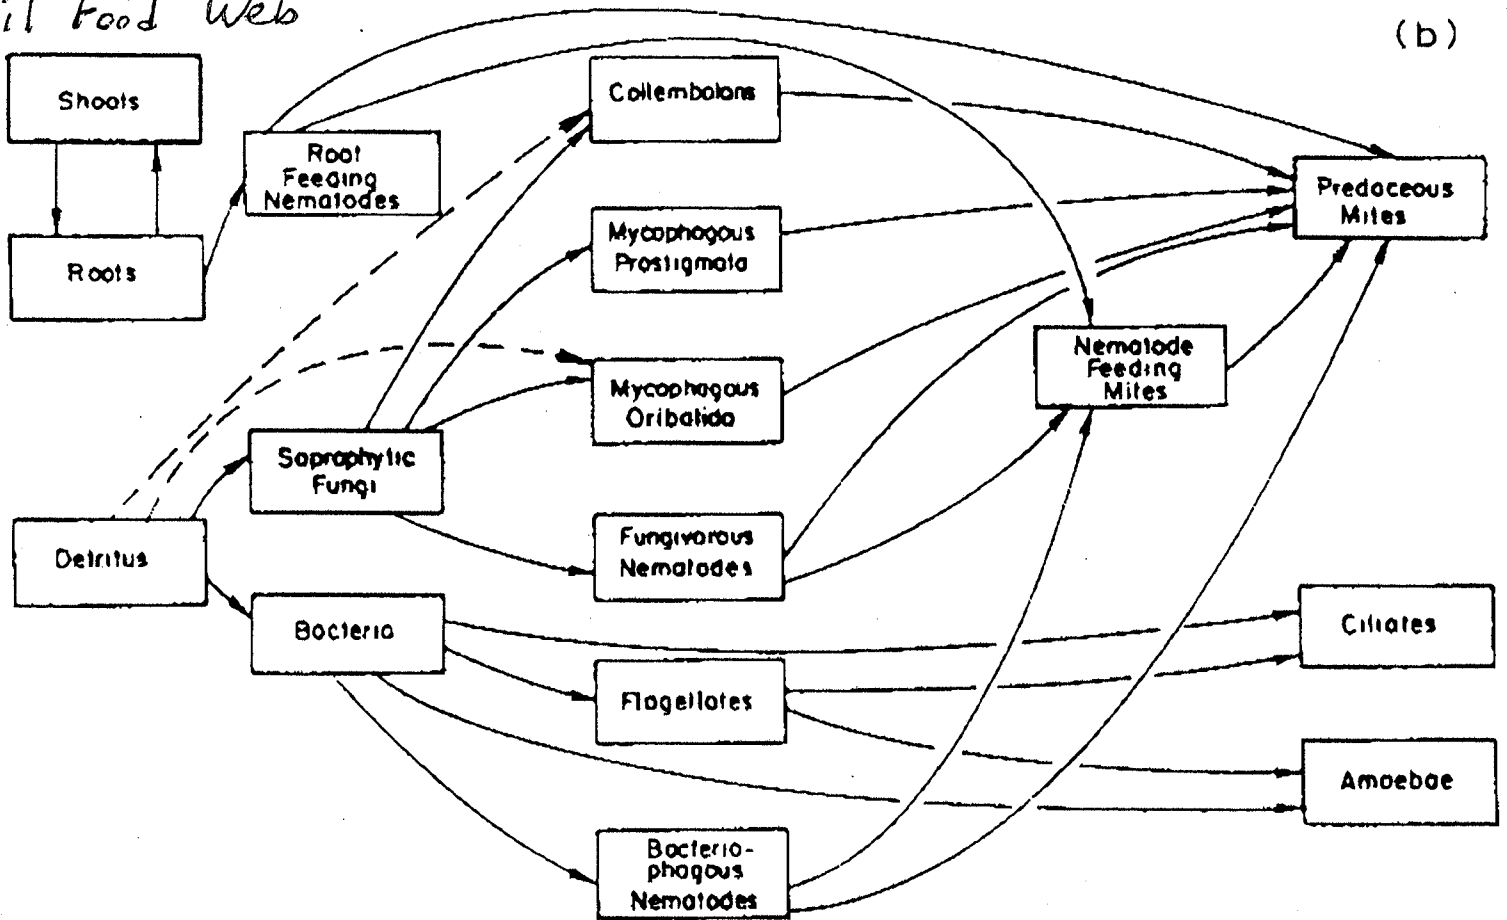 Food Web
(b)
Shoots
Roots
Root
Feeding
Nematodes
Collembolans
Mycophagous
Prostigmata
Mycophagous
Oribatida
Predaceous
Mites
Nematode
Feeding
Mites
Saprophytic
Fungi
Detritus
Fungivorous
Nematodes
Bacteria
Flagellates
Ciliates
Amoebae
Bacterio-
phagous
Nematodes